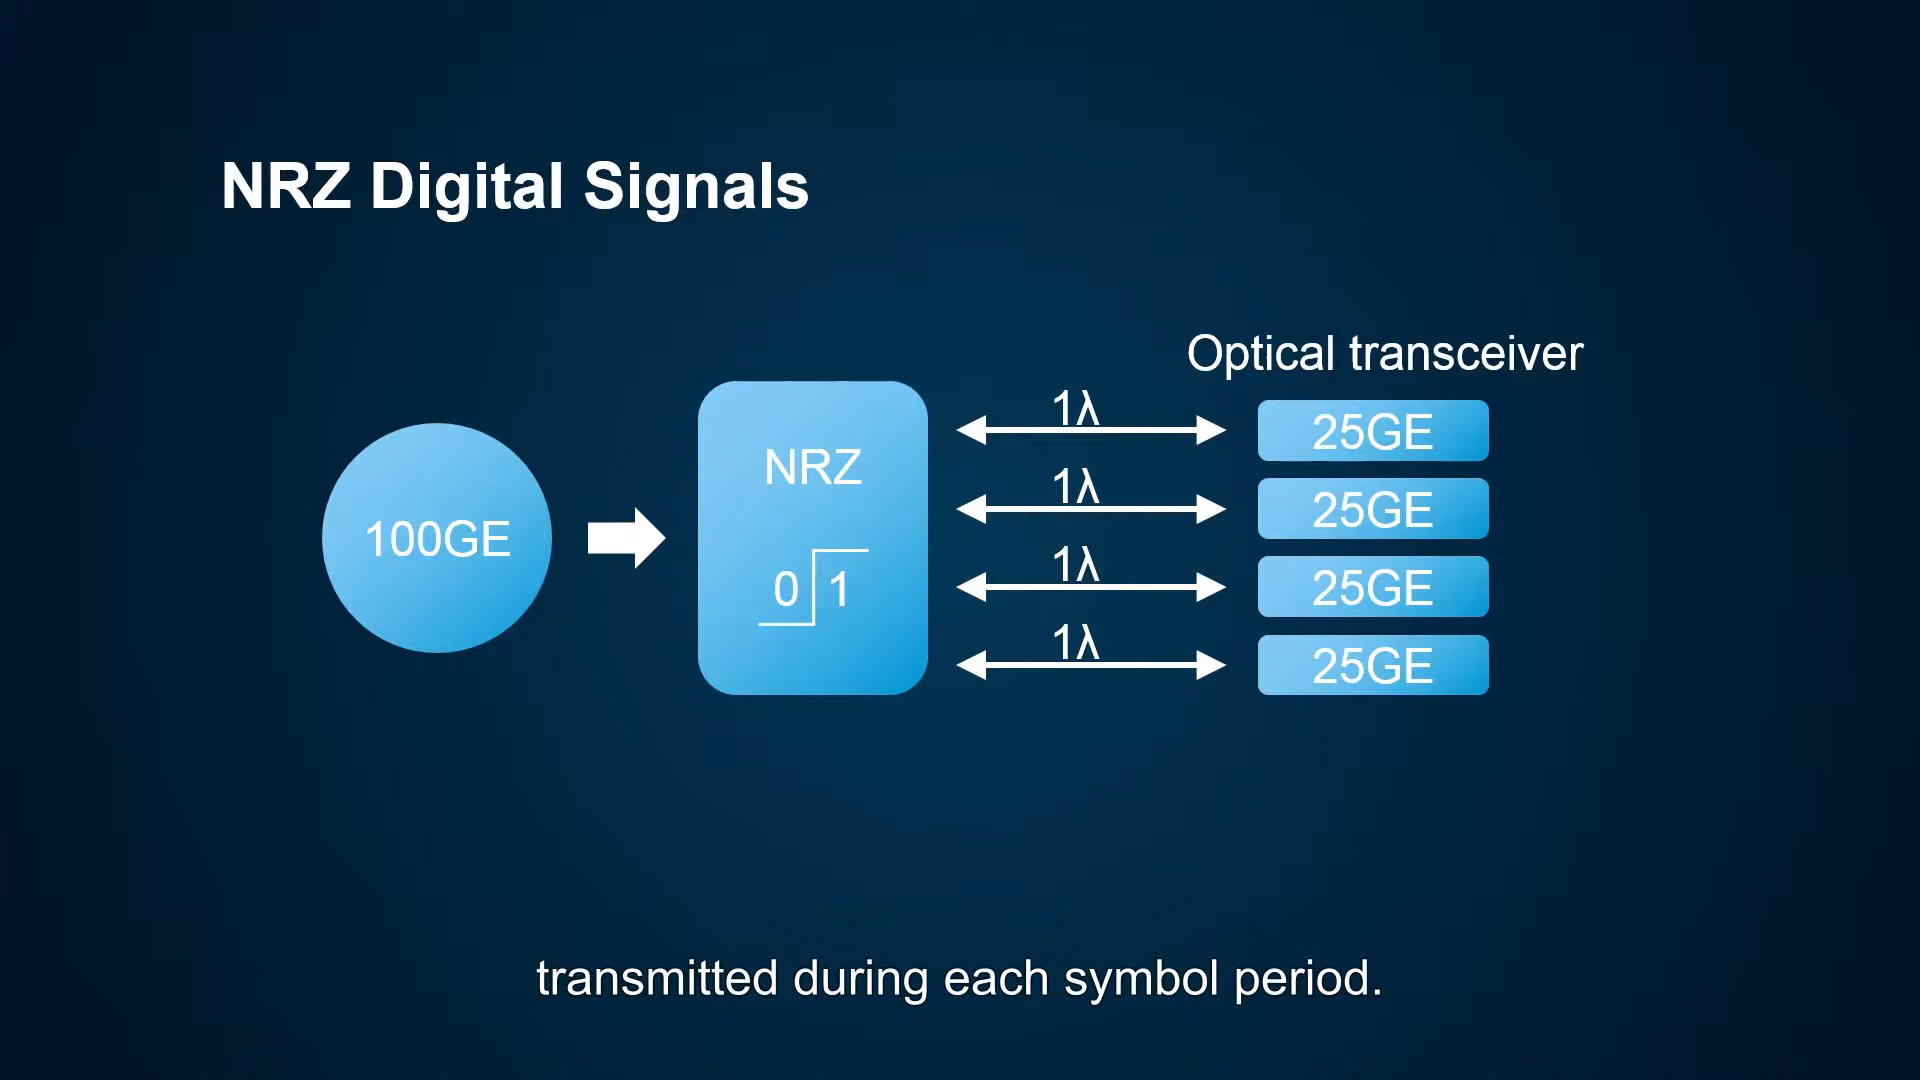 NRZ Digital Signals
Optical transceiver
100GE
NRZ
0 1
1λ
25GE
1λ
25GE
1λ
25GE
1λ
25GE
transmitted during each symbol period.